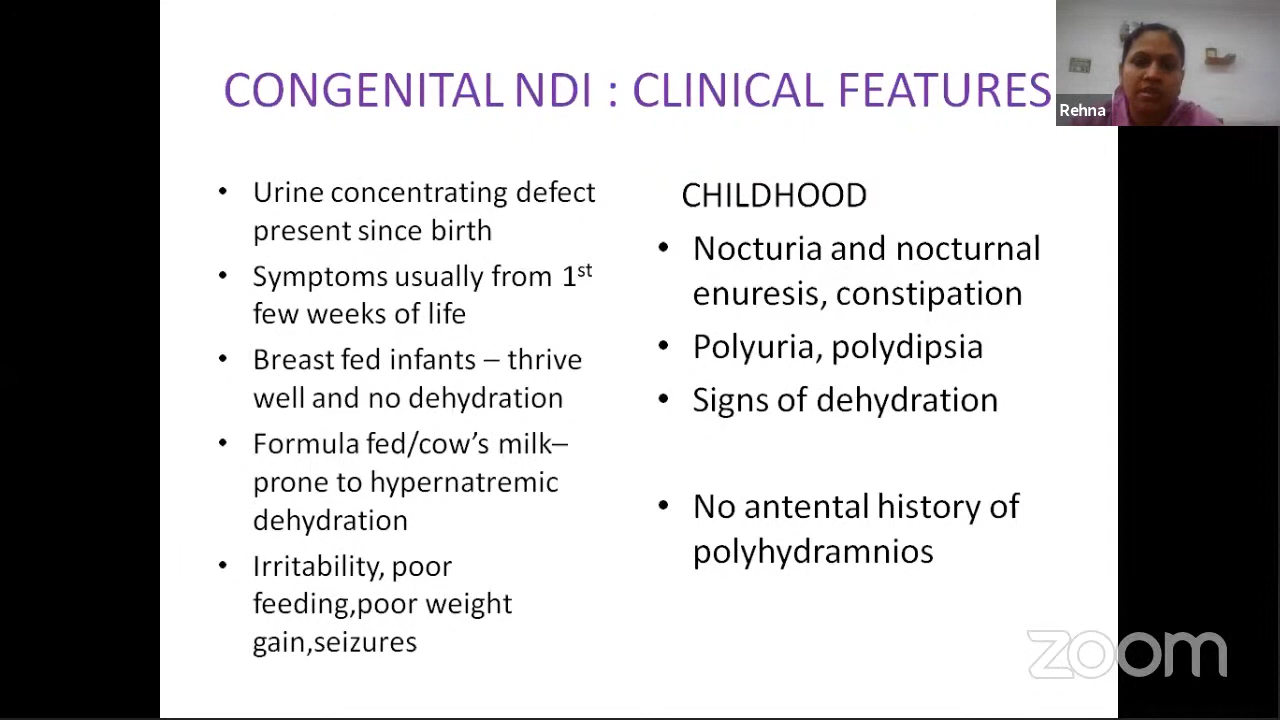 CONGENITAL NDI : CLINICAL FEATURES
Rehna
• Urine concentrating defect
present since birth
• Symptoms usually from 1st
few weeks of life
• Breast fed infants – thrive
well and no dehydration
• Formula fed/cow’s milk–
prone to hypernatremic
dehydration
• Irritability, poor
feeding,poor weight
gain,seizures
CHILDHOOD
• Nocturia and nocturnal
enuresis, constipation
• Polyuria, polydipsia
• Signs of dehydration
• No antental history of
polyhydramnios
zoom